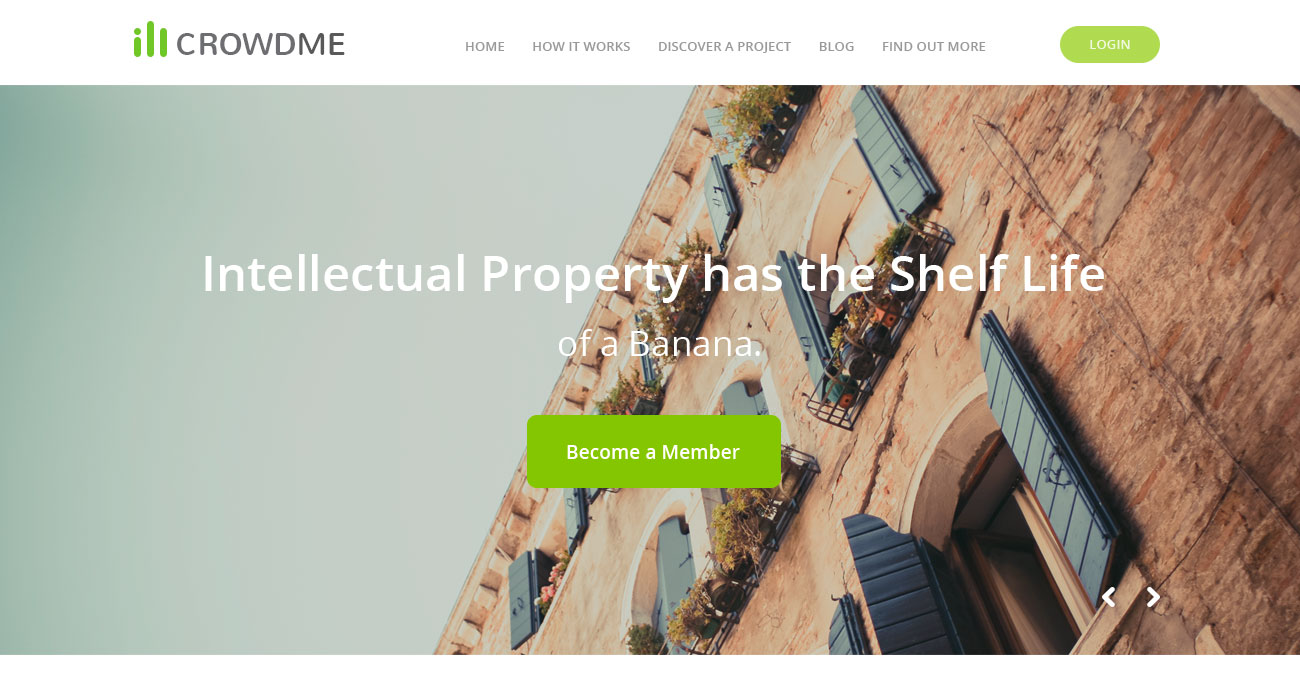 CROWDME
HOME HOW IT WORKS DISCOVER A PROJECT BLOG FIND OUT MORE
LOGIN
Intellectual Property has the Shelf Life
of a Banana.
Become a Member